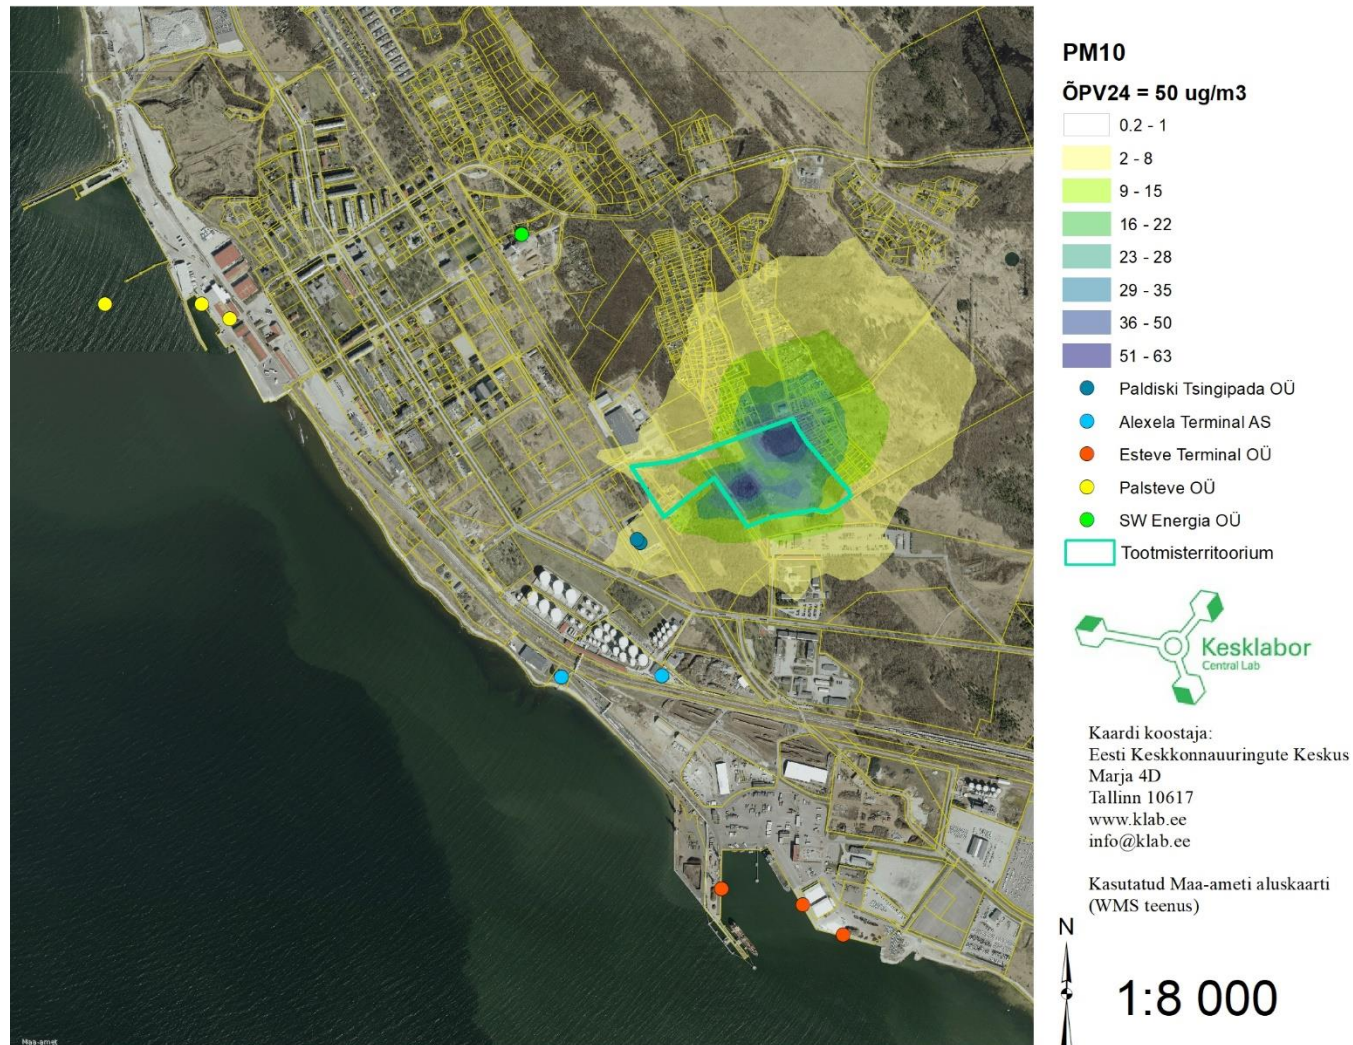 PM10
ÕPV24 = 50 ug/m3
0.2 - 1
2 - 8
9 - 15
16 - 22
23 - 28
29 - 35
36 - 50
51 - 63
Paldiski Tsingipada OÜ
Alexela Terminal AS
Esteve Terminal OÜ
Palsteve OÜ
SW Energia OÜ
Tootmisterritoorium
Kesklabor
Central Lab
Kaardi koostaja:
Eesti Keskkonnauuringute Keskus
Marja 4D
Tallinn 10617
www.klab.ee
info@klab.ee
Kasutatud Maa-ameti aluskaarti
(WMS teenus)
N
1:8 000
Maa-amet